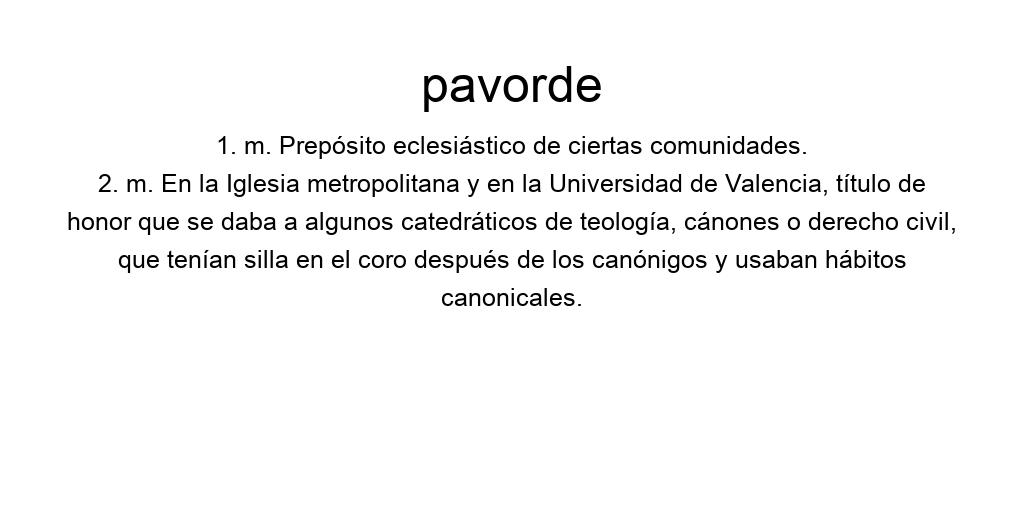 pavorde
1. m. Prepósito eclesiástico de ciertas comunidades.
2. m. En la Iglesia metropolitana y en la Universidad de Valencia, título de
honor que se daba a algunos catedráticos de teología, cánones o derecho civil,
que tenían silla en el coro después de los canónigos y usaban hábitos
canonicales.